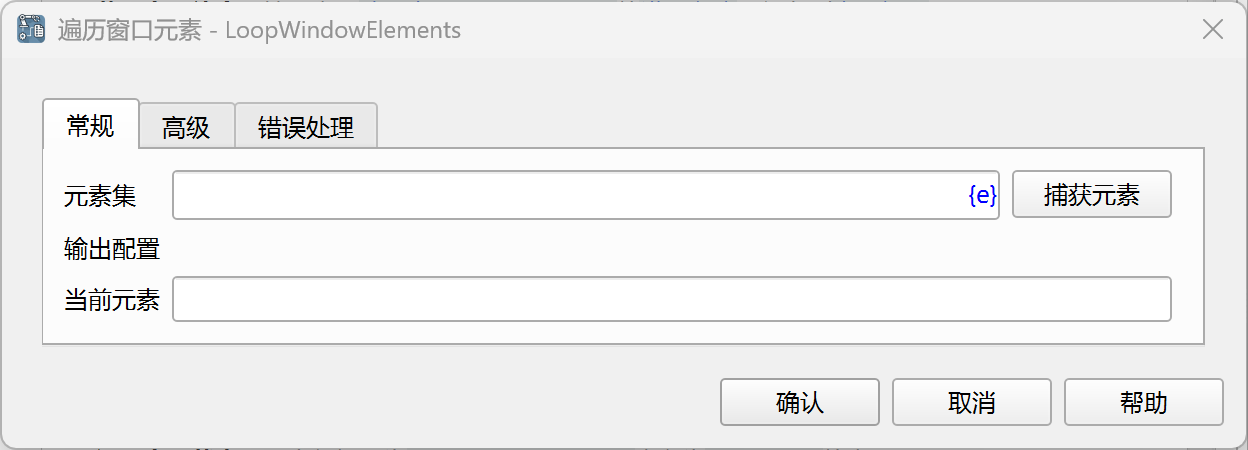 遍历窗口元素 - LoopWindowElements
常规 高级 错误处理
元素集 {e} 捕获元素
输出配置
当前元素
确认 取消 帮助